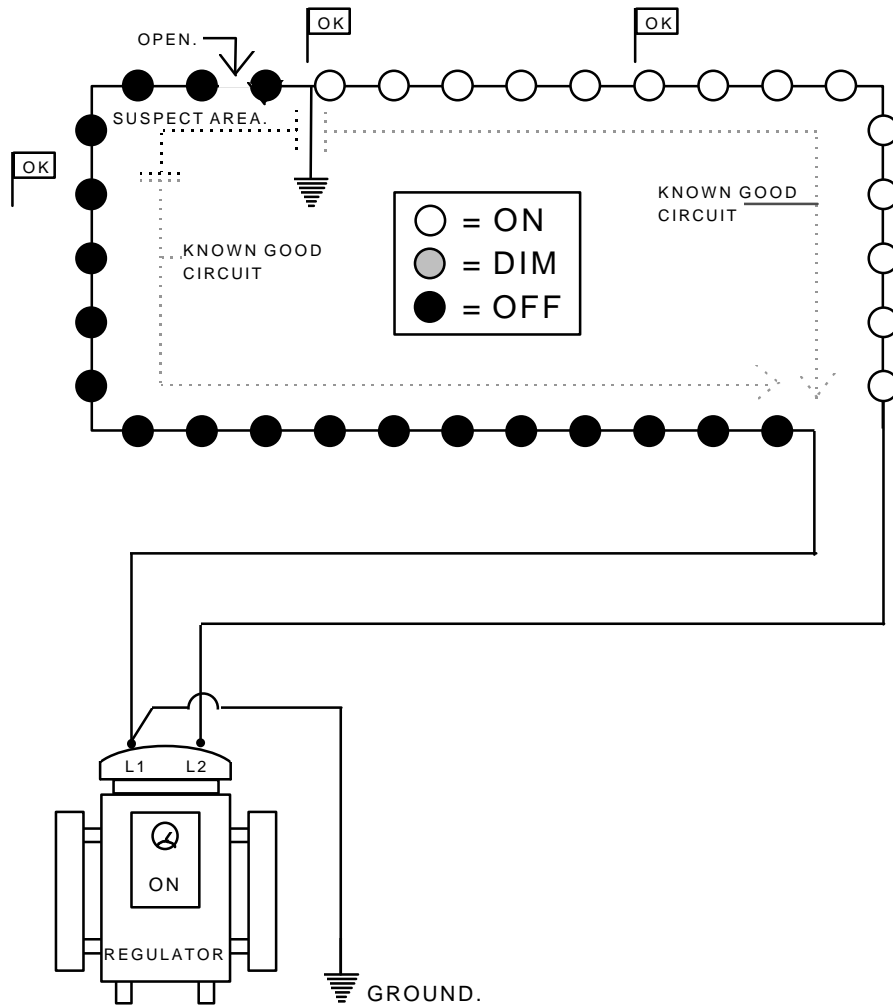 OK
OK
OPEN.
SUSPECT AREA.
OK
KNOWN GOOD
CIRCUIT
KNOWN GOOD
CIRCUIT
= ON
= DIM
= OFF
L1 L2
ON
REGULATOR
GROUND.